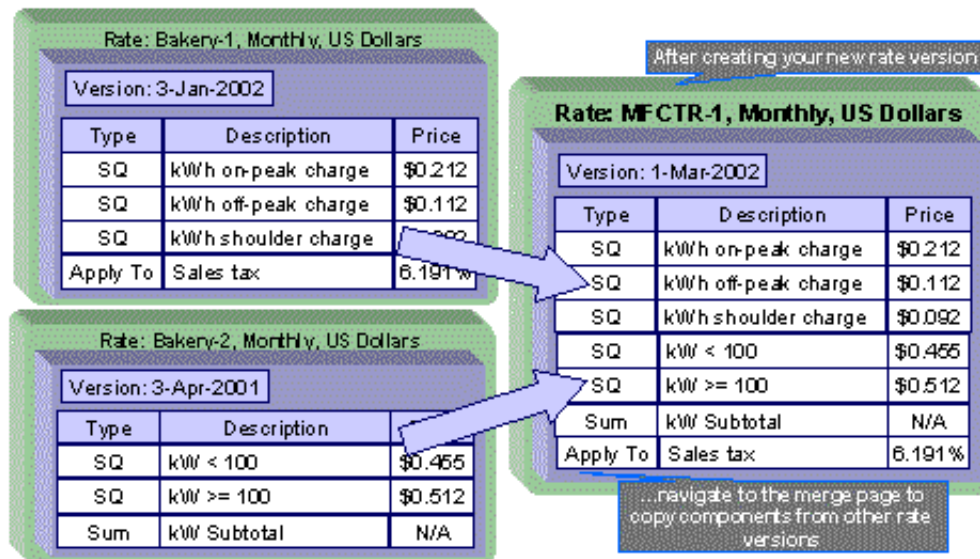 Rate: Bakery-1, Monthly, US Dollars
Version: 3-Jan-2002
Type Description Price
SQ kWh on-peak charge $0.212
SQ kWh off-peak charge $0.112
SQ kWh shoulder charge
Apply To Sales tax 6.191%
Rate: Bakery-2, Monthly, US Dollars
Version: 3-Apr-2001
Type Description
SQ kW < 100 $0.455
SQ kW >= 100 $0.512
Sum kW Subtotal N/A
After creating your new rate version
Rate: MFCTR-1, Monthly, US Dollars
Version: 1-Mar-2002
Type Description Price
SQ kWh on-peak charge $0.212
SQ kWh off-peak charge $0.112
SQ kWh shoulder charge $0.092
SQ kW < 100 $0.455
SQ kW >= 100 $0.512
Sum kW Subtotal N/A
Apply To Sales tax 6.191%
...navigate to the merge page to
copy components from other rate
versions